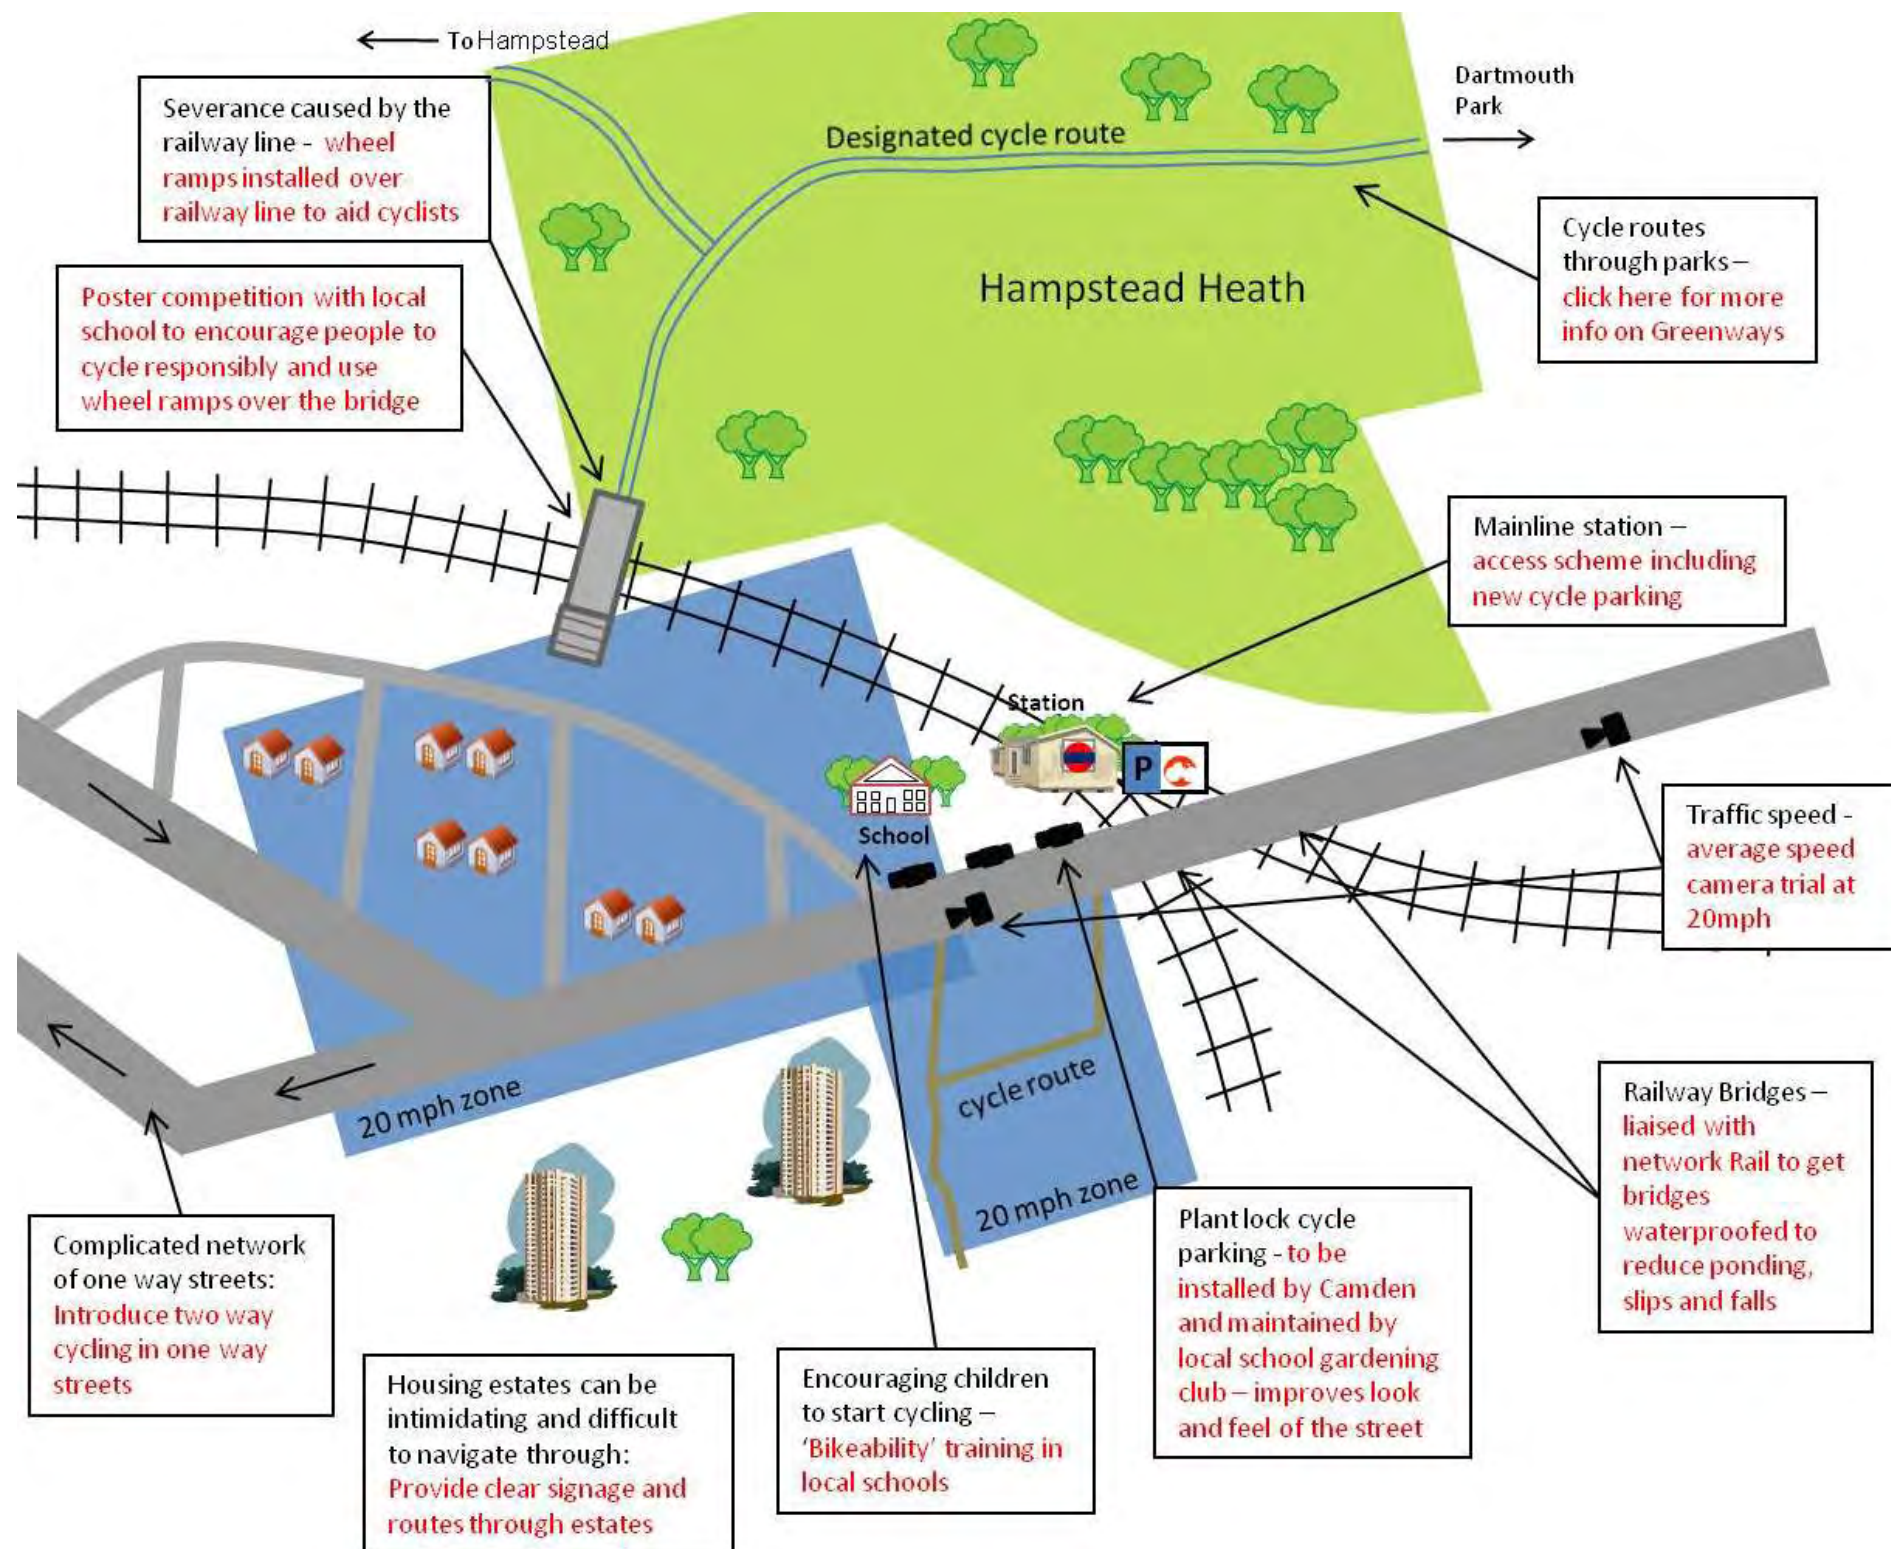 To Hampstead
Severance caused by the
railway line - wheel
ramps installed over
railway line to aid cyclists
Poster competition with local
school to encourage people to
cycle responsibly and use
wheel ramps over the bridge
Designated cycle route
Hampstead Heath
Dartmouth
Park
Cycle routes
through parks –
click here for more
info on Greenways
Mainline station –
access scheme including
new cycle parking
Station
P
School
Traffic speed -
average speed
camera trial at
20mph
20 mph zone
cycle route
20 mph zone
Railway Bridges –
liaised with
network Rail to get
bridges
waterproofed to
reduce ponding,
slips and falls
Complicated network
of one way streets:
Introduce two way
cycling in one way
streets
Housing estates can be
intimidating and difficult
to navigate through:
Provide clear signage and
routes through estates
Encouraging children
to start cycling –
‘Bikeability’ training in
local schools
Plant lock cycle
parking - to be
installed by Camden
and maintained by
local school gardening
club – improves look
and feel of the street